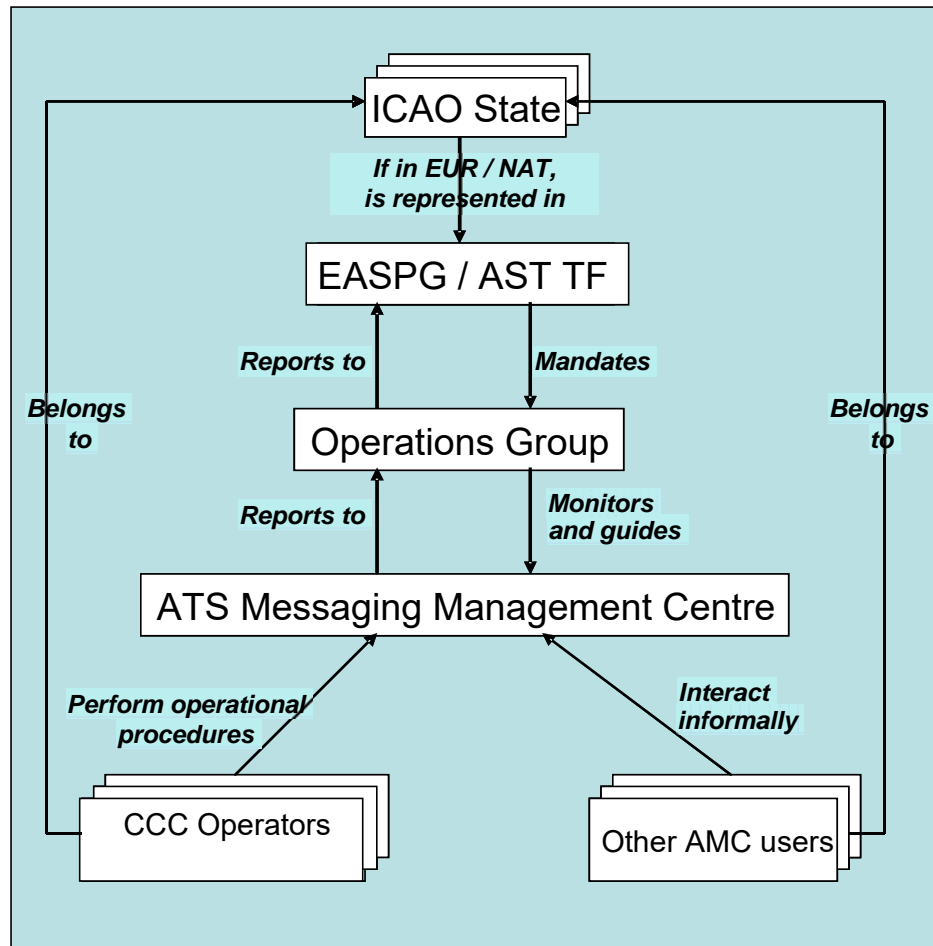 ICAO State
If in EUR / NAT,
is represented in
EASPG / AST TF
Reports to
Mandates
Belongs
to
Belongs
to
Operations Group
Reports to
Monitors
and guides
ATS Messaging Management Centre
Perform operational
procedures
Interact
informally
CCC Operators
Other AMC users